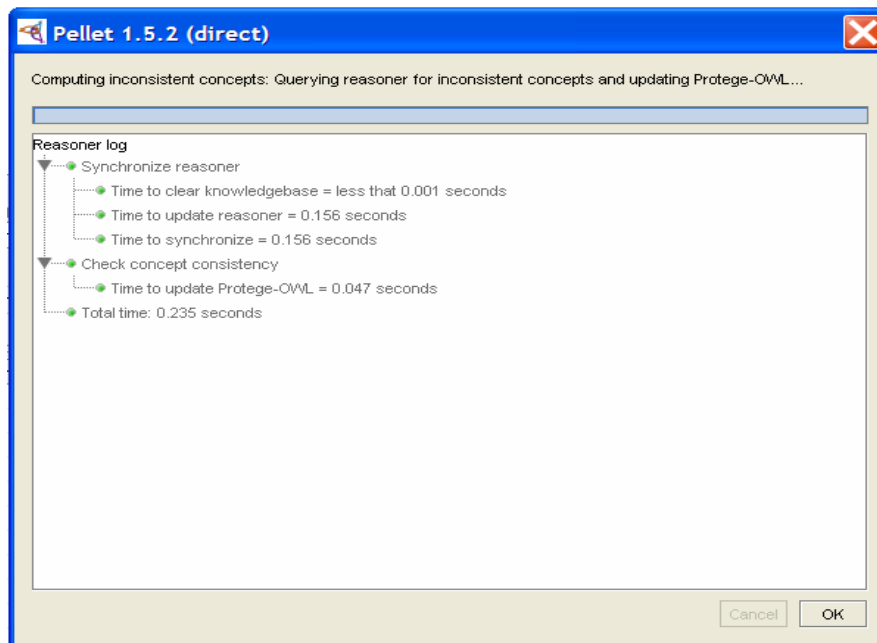 Pellet 1.5.2 (direct)
Computing inconsistent concepts: Querying reasoner for inconsistent concepts and updating Protege-OWL...
Reasoner log
Synchronize reasoner
Time to clear knowledgebase = less that 0.001 seconds
Time to update reasoner = 0.156 seconds
Time to synchronize = 0.156 seconds
Check concept consistency
Time to update Protege-OWL = 0.047 seconds
Total time: 0.235 seconds
Cancel
OK